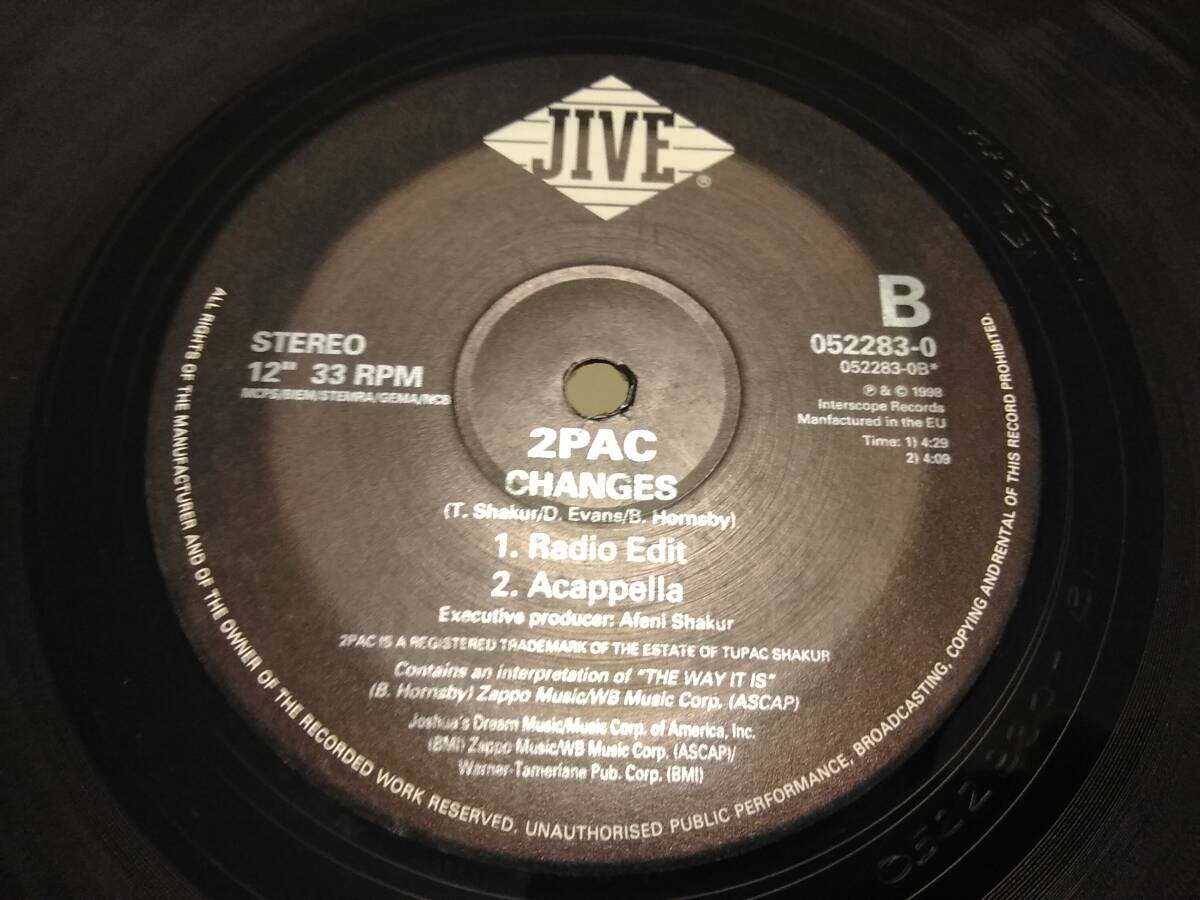 JIVE
®
B
052283-0
052283-0B*
℗ & © 1998
Interscope Records
Manfactured in the EU
Time: 1) 4:29
2) 4:09
STEREO
12" 33 RPM
MCPS/BIEM/STEMRA/GEMA/NCB
2PAC
CHANGES
(T. Shakur/D. Evans/B. Hornsby)
1. Radio Edit
2. Acappella
Executive producer: Afeni Shakur
2PAC IS A REGISTERED TRADEMARK OF THE ESTATE OF TUPAC SHAKUR
Contains an interpretation of "THE WAY IT IS"
(B. Hornsby) Zappo Music/WB Music Corp. (ASCAP)
Joshua's Dream Music/Music Corp. of America, Inc.
(BMI) Zappo Music/WB Music Corp. (ASCAP)/
Warner-Tamerlane Pub. Corp. (BMI)
ALL RIGHTS OF THE MANUFACTURER AND OF THE OWNER OF THE RECORDED WORK RESERVED. UNAUTHORISED PUBLIC PERFORMANCE, BROADCASTING, COPYING AND RENTAL OF THIS RECORD PROHIBITED.